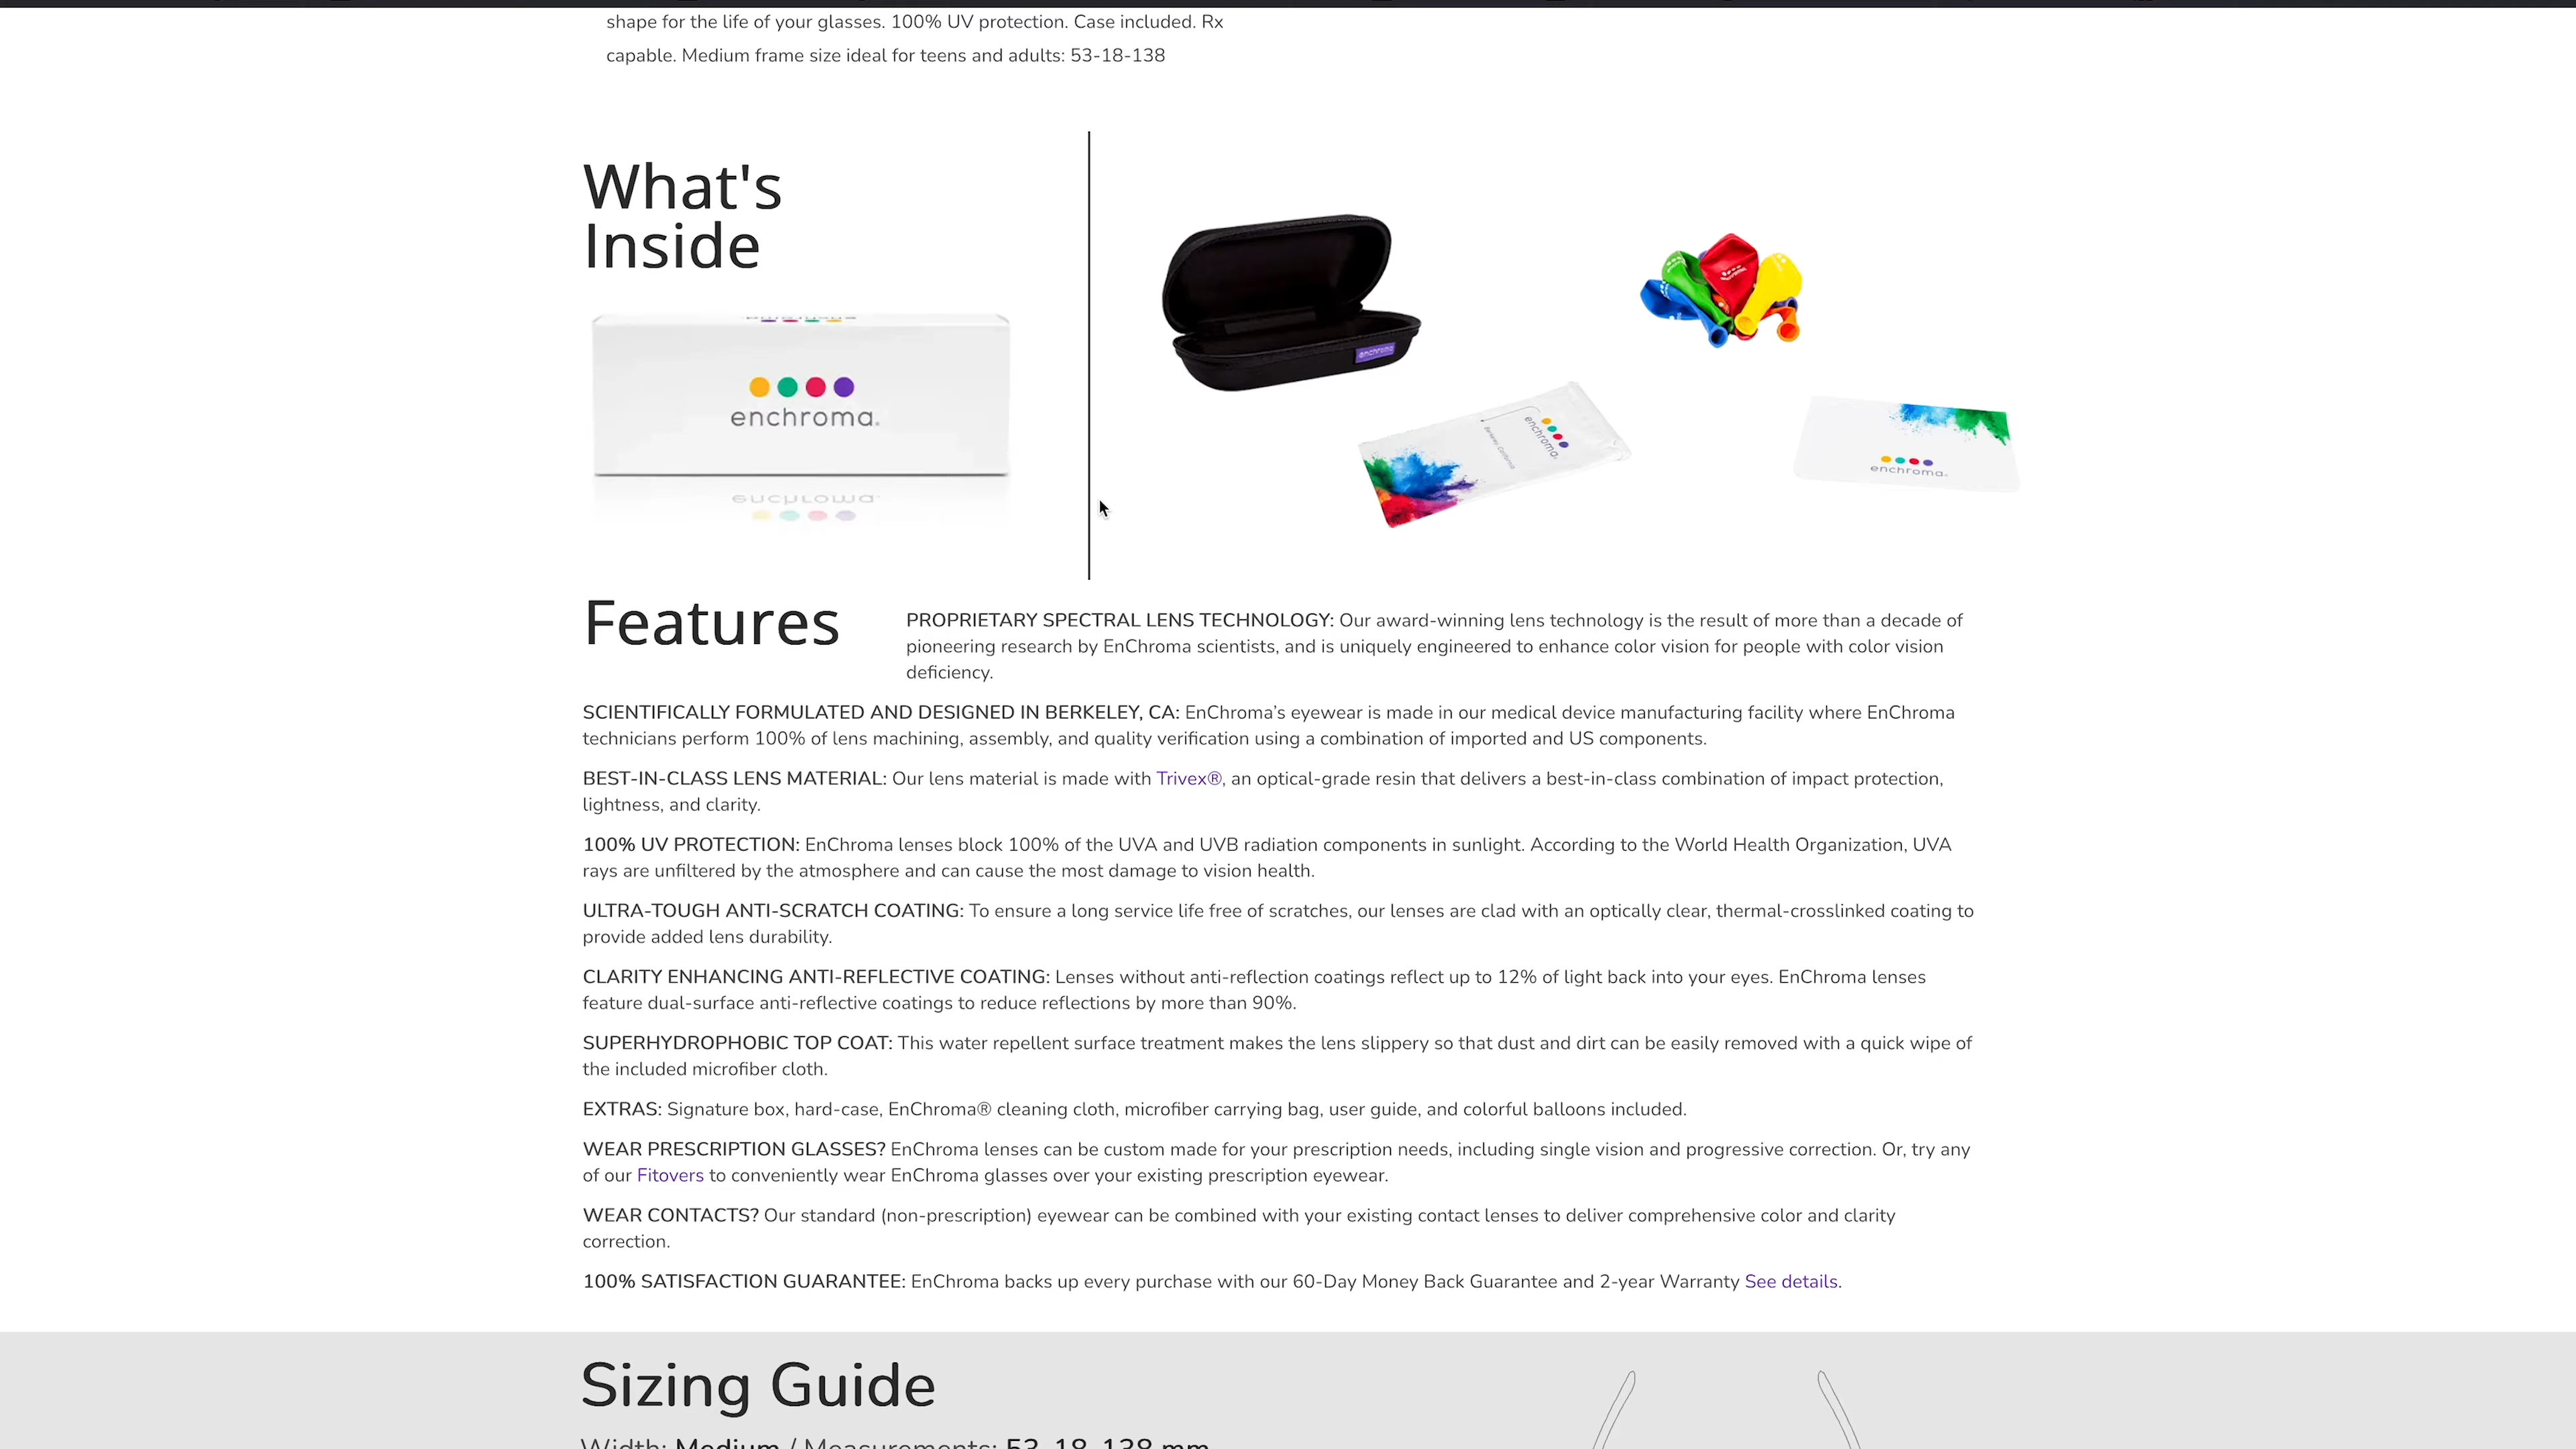 shape for the life of your glasses. 100% UV protection. Case included. Rx
capable. Medium frame size ideal for teens and adults: 53-18-138
What's
Inside
enchroma.
enchroma
enchroma.
Berkeley, California
enchroma.
Features
PROPRIETARY SPECTRAL LENS TECHNOLOGY: Our award-winning lens technology is the result of more than a decade of
pioneering research by EnChroma scientists, and is uniquely engineered to enhance color vision for people with color vision
deficiency.
SCIENTIFICALLY FORMULATED AND DESIGNED IN BERKELEY, CA: EnChroma’s eyewear is made in our medical device manufacturing facility where EnChroma
technicians perform 100% of lens machining, assembly, and quality verification using a combination of imported and US components.
BEST-IN-CLASS LENS MATERIAL: Our lens material is made with Trivex®, an optical-grade resin that delivers a best-in-class combination of impact protection,
lightness, and clarity.
100% UV PROTECTION: EnChroma lenses block 100% of the UVA and UVB radiation components in sunlight. According to the World Health Organization, UVA
rays are unfiltered by the atmosphere and can cause the most damage to vision health.
ULTRA-TOUGH ANTI-SCRATCH COATING: To ensure a long service life free of scratches, our lenses are clad with an optically clear, thermal-crosslinked coating to
provide added lens durability.
CLARITY ENHANCING ANTI-REFLECTIVE COATING: Lenses without anti-reflection coatings reflect up to 12% of light back into your eyes. EnChroma lenses
feature dual-surface anti-reflective coatings to reduce reflections by more than 90%.
SUPERHYDROPHOBIC TOP COAT: This water repellent surface treatment makes the lens slippery so that dust and dirt can be easily removed with a quick wipe of
the included microfiber cloth.
EXTRAS: Signature box, hard-case, EnChroma® cleaning cloth, microfiber carrying bag, user guide, and colorful balloons included.
WEAR PRESCRIPTION GLASSES? EnChroma lenses can be custom made for your prescription needs, including single vision and progressive correction. Or, try any
of our Fitovers to conveniently wear EnChroma glasses over your existing prescription eyewear.
WEAR CONTACTS? Our standard (non-prescription) eyewear can be combined with your existing contact lenses to deliver comprehensive color and clarity
correction.
100% SATISFACTION GUARANTEE: EnChroma backs up every purchase with our 60-Day Money Back Guarantee and 2-year Warranty See details.
Sizing Guide
Width: Medium / Measurements: 53-18-138 mm